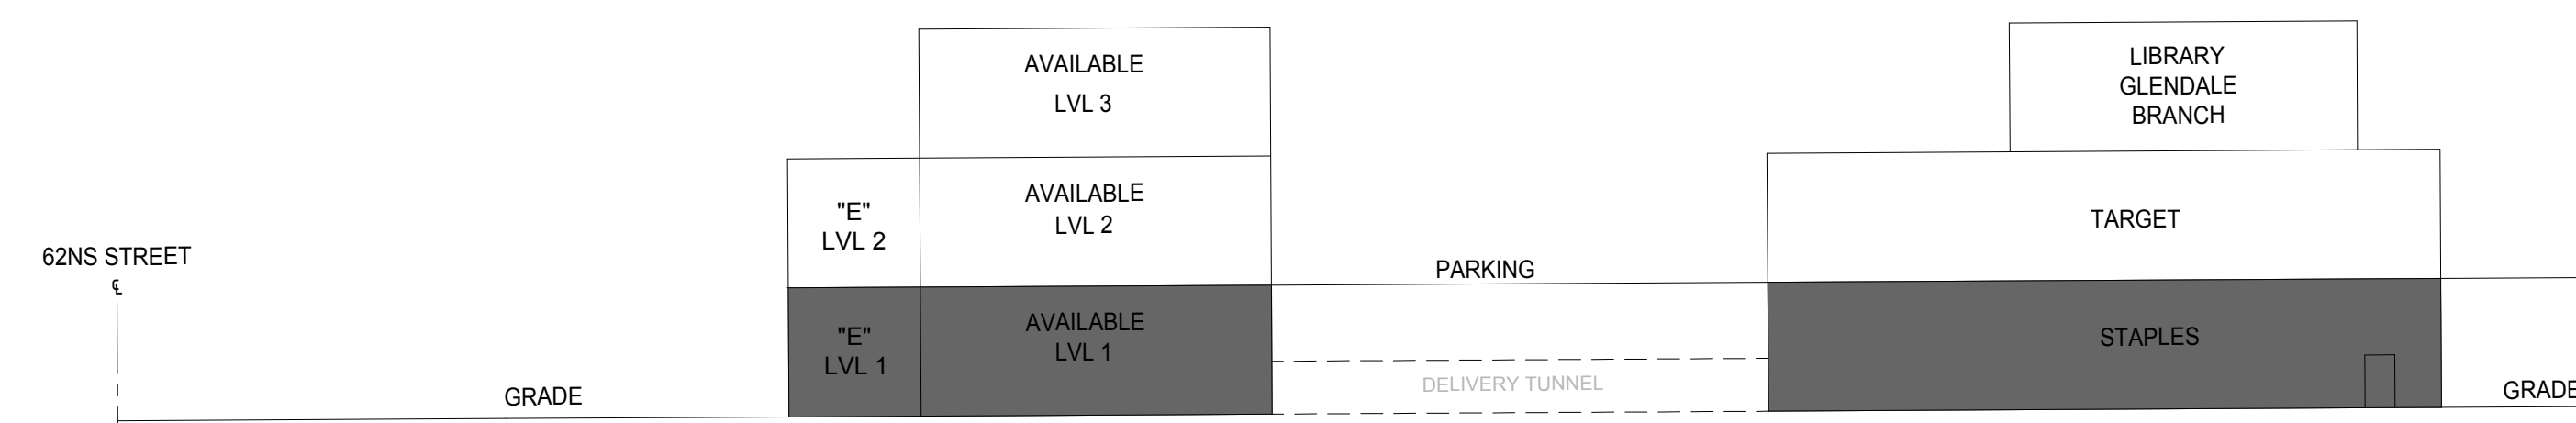 62NS STREET
℄
GRADE
"E"
LVL 2
"E"
LVL 1
AVAILABLE
LVL 3
AVAILABLE
LVL 2
AVAILABLE
LVL 1
PARKING
DELIVERY TUNNEL
LIBRARY
GLENDALE
BRANCH
TARGET
STAPLES
GRADE